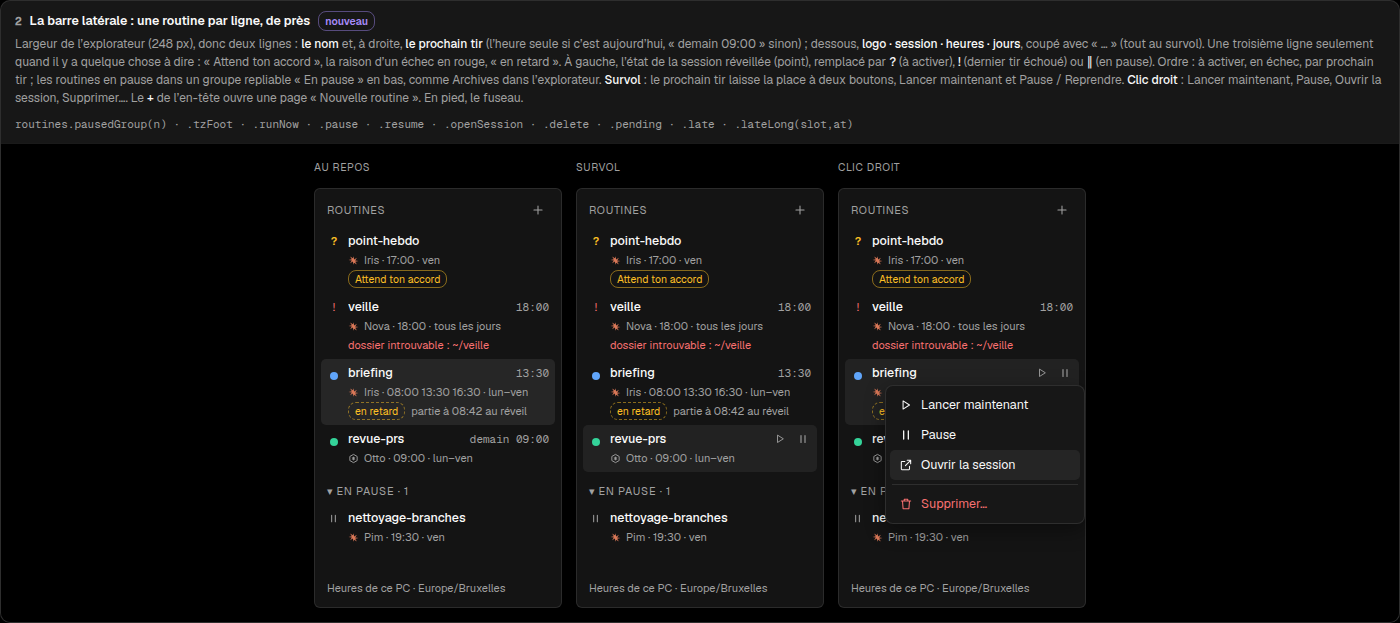 2 La barre latérale : une routine par ligne, de près nouveau
Largeur de l'explorateur (248 px), donc deux lignes : le nom et, à droite, le prochain tir (l'heure seule si c'est aujourd'hui, « demain 09:00 » sinon) ; dessous, logo · session · heures · jours, coupé avec « … » (tout au survol). Une troisième ligne seulement
quand il y a quelque chose à dire : « Attend ton accord », la raison d'un échec en rouge, « en retard ». À gauche, l'état de la session réveillée (point), remplacé par ? (à activer), ! (dernier tir échoué) ou ‖ (en pause). Ordre : à activer, en échec, par prochain
tir ; les routines en pause dans un groupe repliable « En pause » en bas, comme Archives dans l'explorateur. Survol : le prochain tir laisse la place à deux boutons, Lancer maintenant et Pause / Reprendre. Clic droit : Lancer maintenant, Pause, Ouvrir la
session, Supprimer…. Le + de l'en-tête ouvre une page « Nouvelle routine ». En pied, le fuseau.
routines.pausedGroup(n) · .tzFoot · .runNow · .pause · .resume · .openSession · .delete · .pending · .late · .lateLong(slot,at)
AU REPOS
ROUTINES +
? point-hebdo
Iris · 17:00 · ven
Attend ton accord
! veille 18:00
Nova · 18:00 · tous les jours
dossier introuvable : ~/veille
briefing 13:30
Iris · 08:00 13:30 16:30 · lun–ven
en retard partie à 08:42 au réveil
revue-prs demain 09:00
Otto · 09:00 · lun–ven
▾ EN PAUSE · 1
nettoyage-branches
Pim · 19:30 · ven
Heures de ce PC · Europe/Bruxelles
SURVOL
ROUTINES +
? point-hebdo
Iris · 17:00 · ven
Attend ton accord
! veille 18:00
Nova · 18:00 · tous les jours
dossier introuvable : ~/veille
briefing 13:30
Iris · 08:00 13:30 16:30 · lun–ven
en retard partie à 08:42 au réveil
revue-prs
Otto · 09:00 · lun–ven
▾ EN PAUSE · 1
nettoyage-branches
Pim · 19:30 · ven
Heures de ce PC · Europe/Bruxelles
CLIC DROIT
ROUTINES +
? point-hebdo
Iris · 17:00 · ven
Attend ton accord
! veille 18:00
Nova · 18:00 · tous les jours
dossier introuvable : ~/veille
briefing
Lancer maintenant
Pause
Ouvrir la session
Supprimer…
▾ EN P
Pim · 19:30 · ven
Heures de ce PC · Europe/Bruxelles